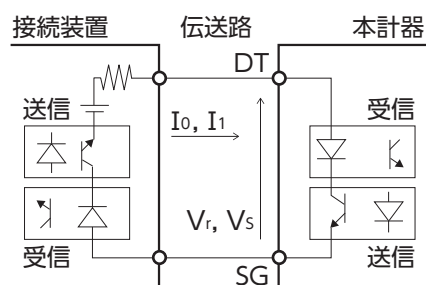 接続装置 伝送路 本計器
DT
送信 受信
I0, I1
Vr, Vs
受信 送信
SG